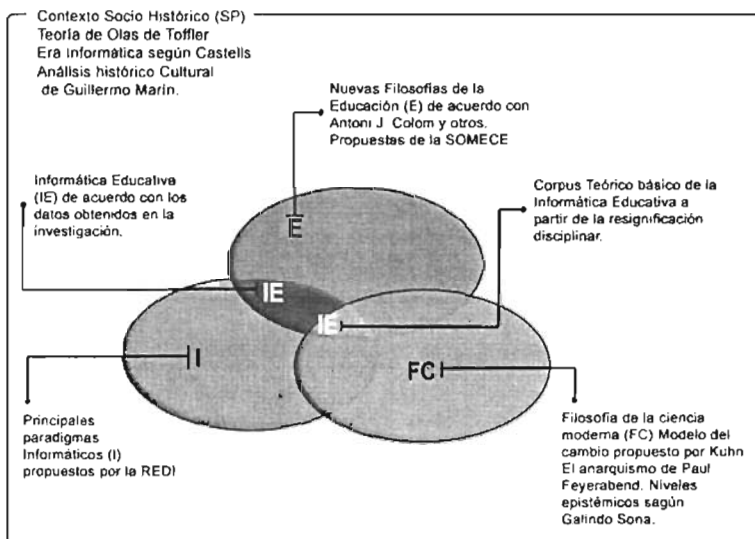 Contexto Socio Histórico (SP)
Teoría de Olas de Toffler
Era Informática según Castells
Análisis histórico Cultural
de Guillermo Marín.
Nuevas Filosofías de la
Educación (E) de acuerdo con
Antoni J. Colom y otros.
Propuestas de la SOMECE
Informática Educativa
(IE) de acuerdo con los
datos obtenidos en la
investigación.
Corpus Teórico básico de la
Informática Educativa a
partir de la resignificación
disciplinar.
E
IE
IE
I
FC
Principales
paradigmas
Informáticos (I)
propuestos por la REDI
Filosofía de la ciencia
moderna (FC) Modelo del
cambio propuesto por Kuhn
El anarquismo de Paul
Feyerabend. Niveles
epistémicos sagún
Galindo Sona.